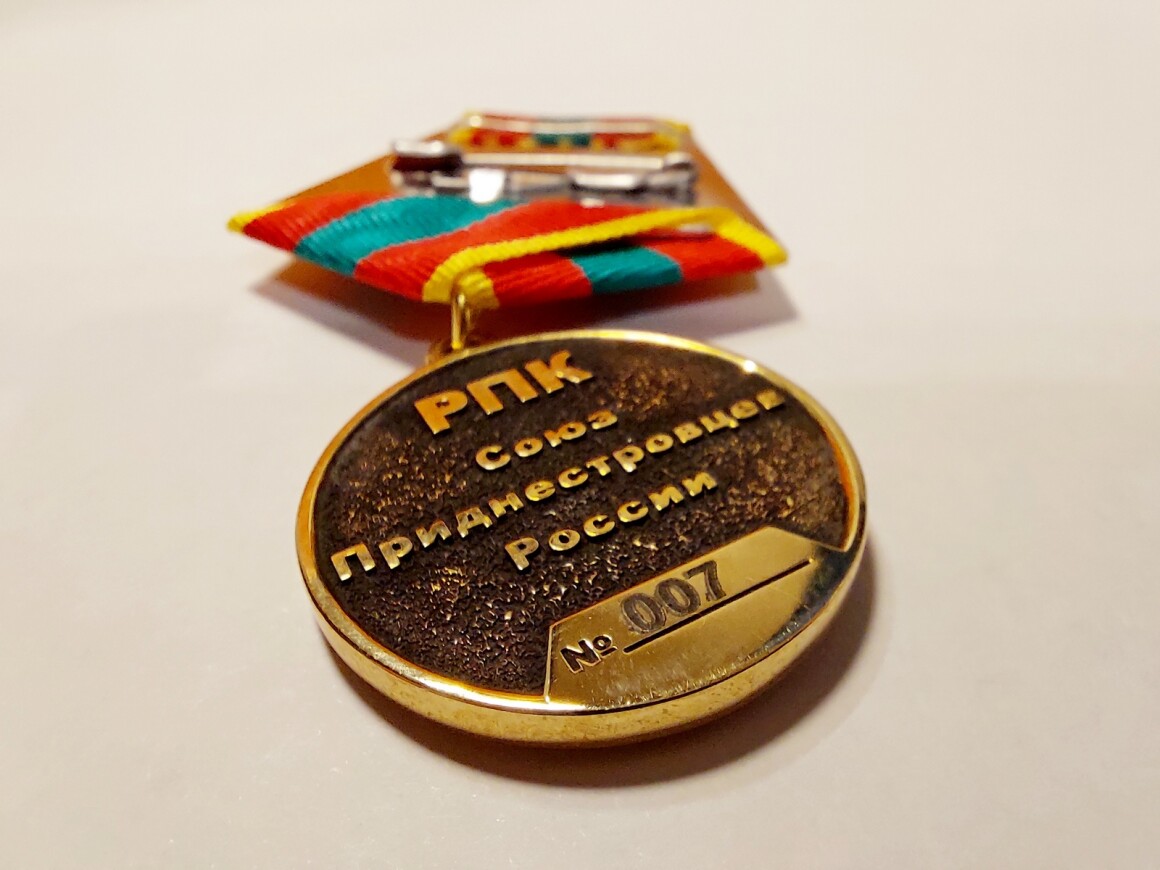 РПК
Союз
Приднестровцев
России
№ 007